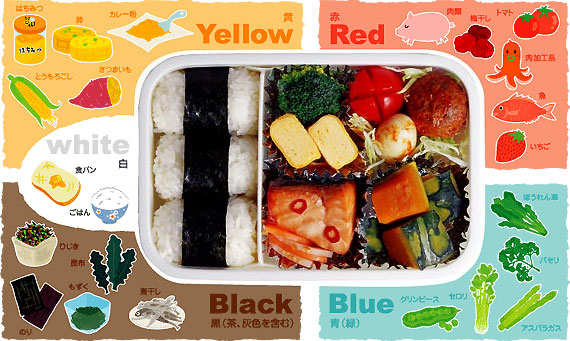 はちみつ
卵
カレー粉
黄
Yellow
はちみつ
とうもろこし
さつまいも
赤
Red
肉類
梅干し
トマト
肉加工品
魚
いちご
white
白
食パン
ごはん
ひじき
昆布
もずく
煮干し
のり
Black
黒(茶、灰色を含む)
Blue
青(緑)
ほうれん草
パセリ
グリンピース
セロリ
アスパラガス